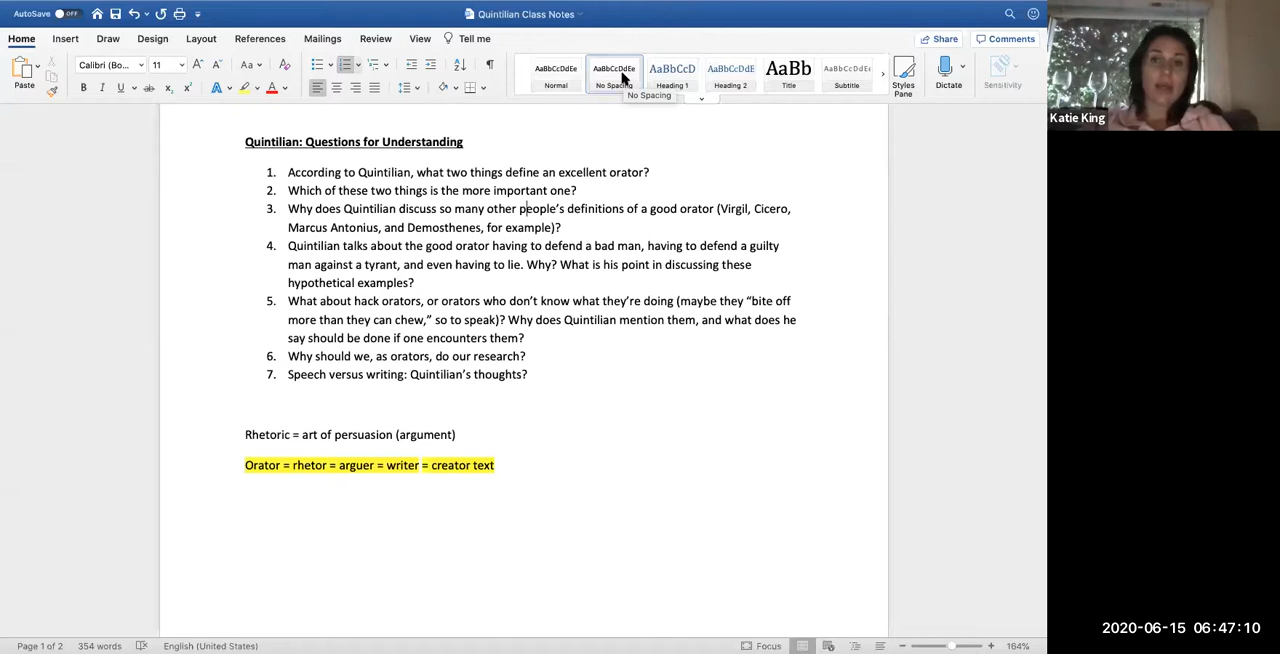 AutoSave OFF Quintilian Class Notes
Home Insert Draw Design Layout References Mailings Review View Tell me Share Comments
Paste Calibri (Bo... 11 A A Aa A AaBbCcDdEe AaBbCcDdEe AaBbCcD AaBbCcDdE AaBb AaBbCcDdEe
B I U ab x₂ x² A A Normal No Spacing Heading 1 Heading 2 Title Subtitle Styles Pane Dictate Sensitivity
No Spacing
Katie King
Quintilian: Questions for Understanding
1. According to Quintilian, what two things define an excellent orator?
2. Which of these two things is the more important one?
3. Why does Quintilian discuss so many other people’s definitions of a good orator (Virgil, Cicero,
Marcus Antonius, and Demosthenes, for example)?
4. Quintilian talks about the good orator having to defend a bad man, having to defend a guilty
man against a tyrant, and even having to lie. Why? What is his point in discussing these
hypothetical examples?
5. What about hack orators, or orators who don’t know what they’re doing (maybe they “bite off
more than they can chew,” so to speak)? Why does Quintilian mention them, and what does he
say should be done if one encounters them?
6. Why should we, as orators, do our research?
7. Speech versus writing: Quintilian’s thoughts?
Rhetoric = art of persuasion (argument)
Orator = rhetor = arguer = writer = creator text
2020-06-15 06:47:10
Page 1 of 2 354 words English (United States) Focus 164%